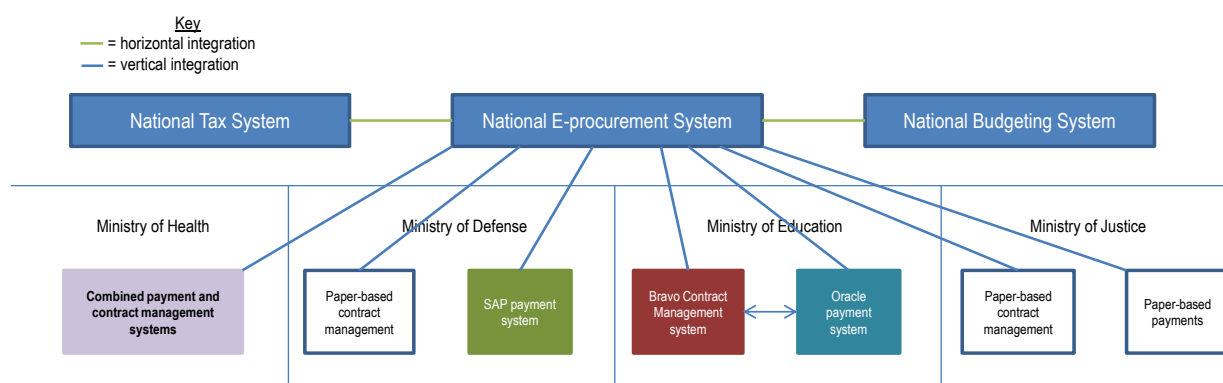 Key
= horizontal integration
= vertical integration
National Tax System
National E-procurement System
National Budgeting System
Ministry of Health
Ministry of Defense
Ministry of Education
Ministry of Justice
Combined payment and
contract management
systems
Paper-based
contract
management
SAP payment
system
Bravo Contract
Management
system
Oracle
payment
system
Paper-based
contract
management
Paper-based
payments